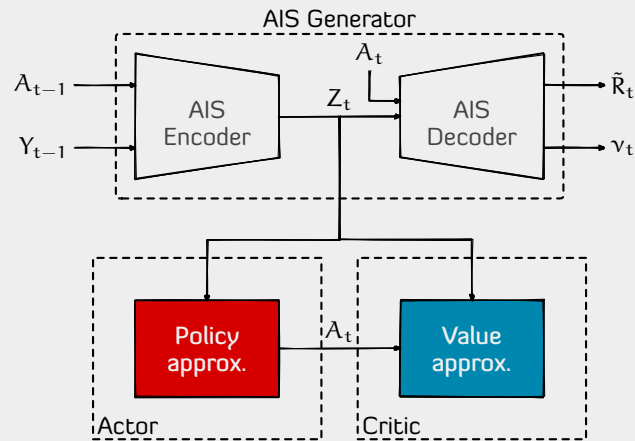 AIS Generator
A_t
A_{t−1}
R̃_t
AIS
Encoder
Z_t
AIS
Decoder
Y_{t−1}
ν_t
Policy
approx.
A_t
Value
approx.
Actor
Critic